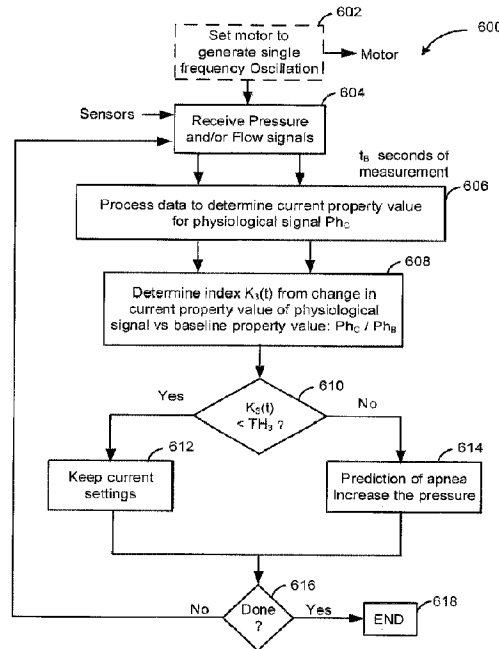 602
600
Set motor to
generate single
frequency Oscillation
Motor
604
Sensors
Receive Pressure
and/or Flow signals
t_B seconds of
measurement
606
Process data to determine current property value
for physiological signal Ph_C
608
Determine index K_3(t) from change in
current property value of physiological
signal vs baseline property value: Ph_C / Ph_B
610
Yes
K_3(t)
< TH_3 ?
No
612
614
Keep current
settings
Prediction of apnea
Increase the pressure
616
No
Done
?
Yes
618
END